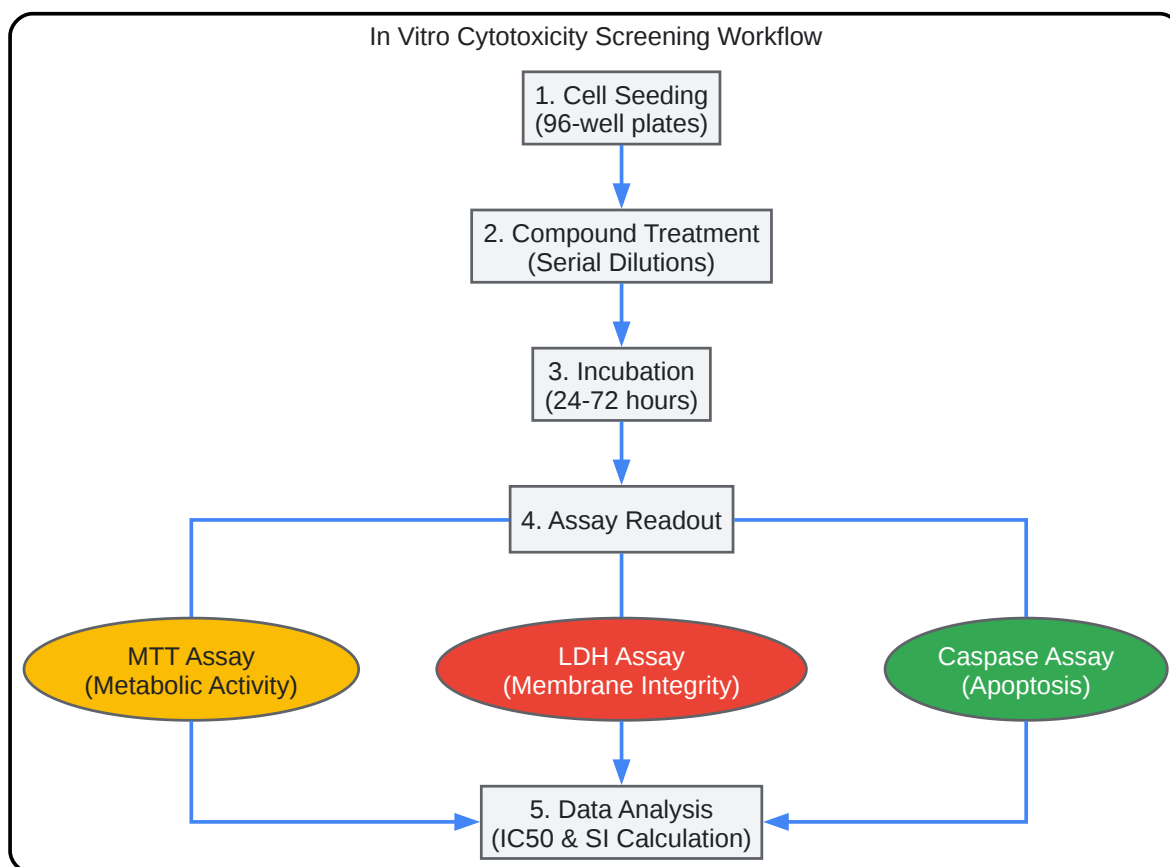 In Vitro Cytotoxicity Screening Workflow
1. Cell Seeding
(96-well plates)
2. Compound Treatment
(Serial Dilutions)
3. Incubation
(24-72 hours)
4. Assay Readout
MTT Assay
(Metabolic Activity)
LDH Assay
(Membrane Integrity)
Caspase Assay
(Apoptosis)
5. Data Analysis
(IC50 & SI Calculation)